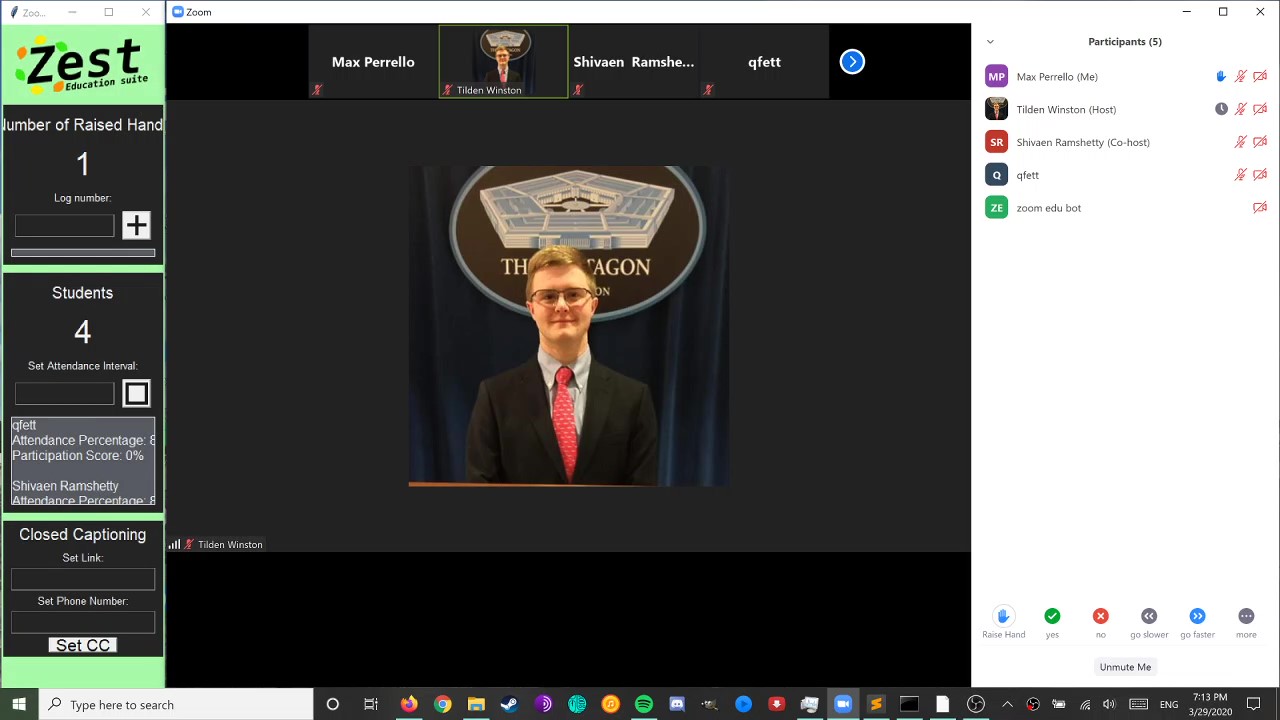 Zoo...
Zest
Education suite
Number of Raised Hand
1
Log number:
Students
4
Set Attendance Interval:
qfett
Attendance Percentage: 8
Participation Score: 0%
Shivaen Ramshetty
Attendance Percentage: 8
Closed Captioning
Set Link:
Set Phone Number:
Set CC
Zoom
Max Perrello
Tilden Winston
Shivaen Ramshe...
qfett
THE PENTAGON
Tilden Winston
Participants (5)
MP Max Perrello (Me)
Tilden Winston (Host)
SR Shivaen Ramshetty (Co-host)
Q qfett
ZE zoom edu bot
Raise Hand
yes
no
go slower
go faster
more
Unmute Me
Type here to search
ENG
7:13 PM
3/29/2020